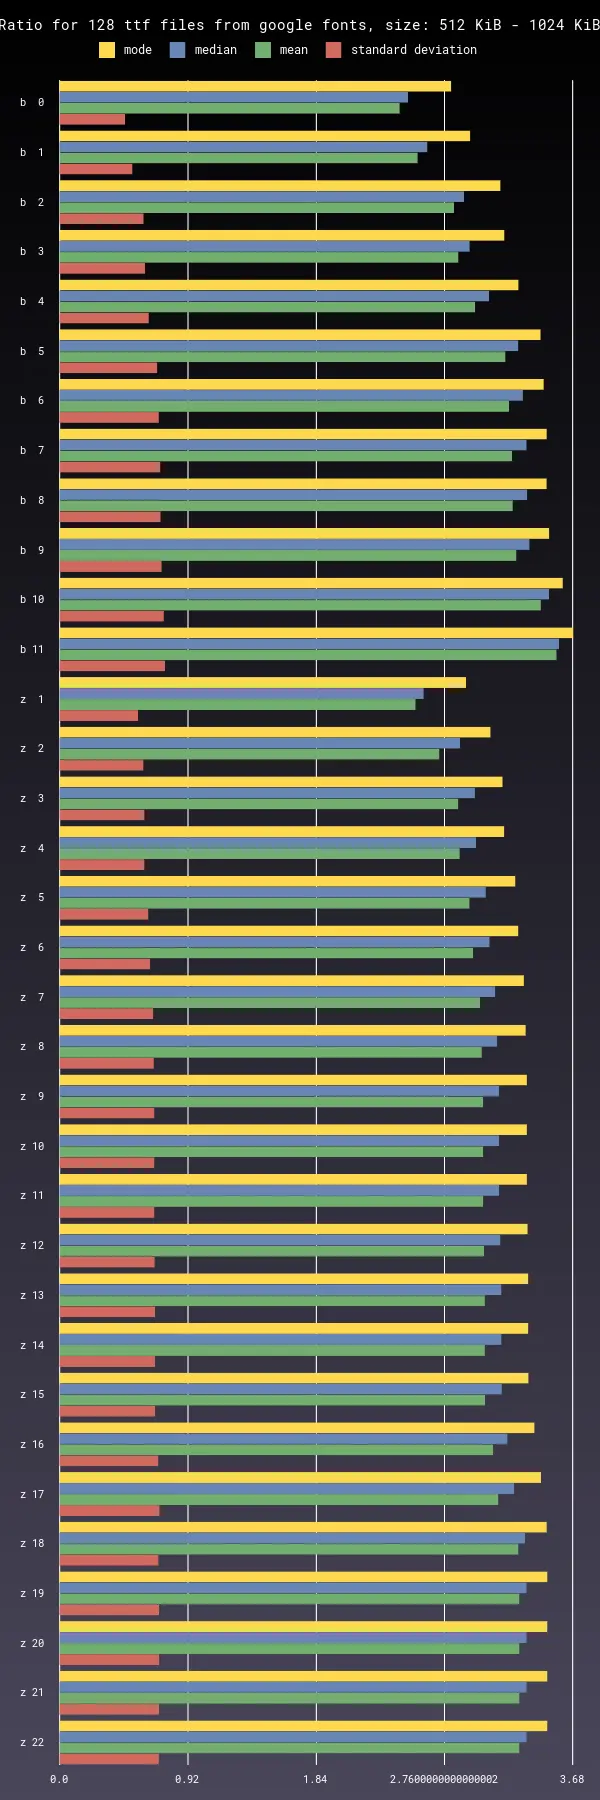 Ratio for 128 ttf files from google fonts, size: 512 KiB - 1024 KiB
mode median mean standard deviation
b 0
b 1
b 2
b 3
b 4
b 5
b 6
b 7
b 8
b 9
b 10
b 11
z 1
z 2
z 3
z 4
z 5
z 6
z 7
z 8
z 9
z 10
z 11
z 12
z 13
z 14
z 15
z 16
z 17
z 18
z 19
z 20
z 21
z 22
0.0 0.92 1.84 2.7600000000000002 3.68